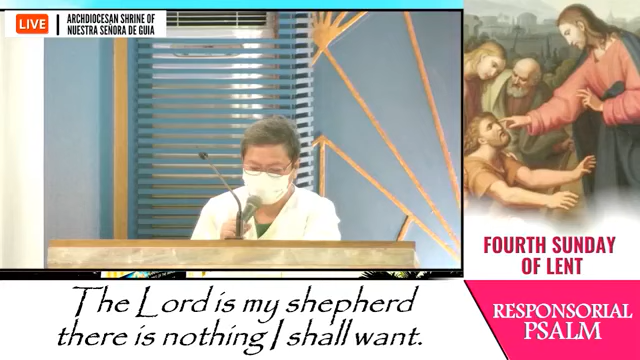 LIVE
ARCHDIOCESAN SHRINE OF
NUESTRA SEÑORA DE GUIA
FOURTH SUNDAY
OF LENT
The Lord is my shepherd
there is nothing I shall want.
RESPONSORIAL
PSALM